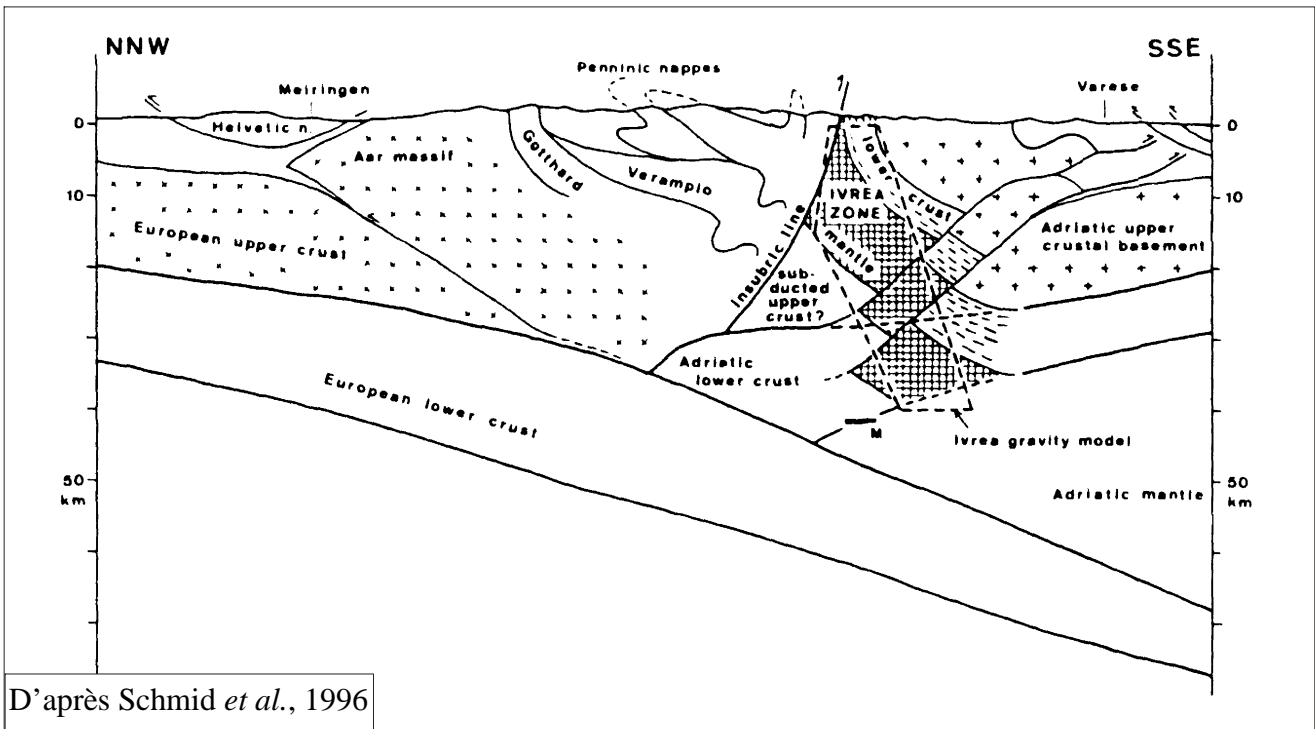 NNW
SSE
Penninic nappes
Meiringen
Varese
0
Helvetic n.
0
Aar massif
Gotthard
lower
crust
Verampio
10
IVREA
ZONE
10
European upper crust
Insubric line
mantle
Adriatic upper
crustal basement
sub-
ducted
upper
crust?
Adriatic
lower crust
European lower crust
M
Ivrea gravity model
50
km
Adriatic mantle
50
km
D'après Schmid et al., 1996